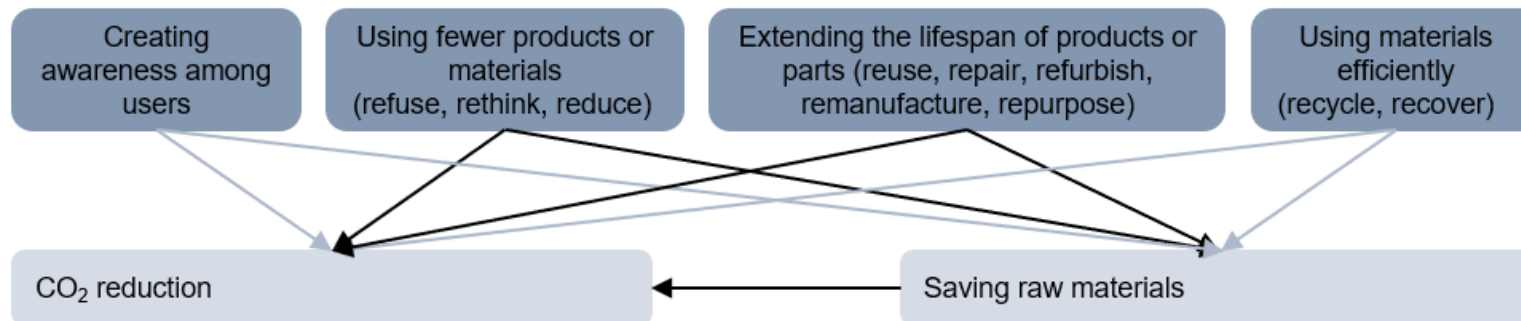 Creating
awareness among
users
Using fewer products or
materials
(refuse, rethink, reduce)
Extending the lifespan of products or
parts (reuse, repair, refurbish,
remanufacture, repurpose)
Using materials
efficiently
(recycle, recover)
CO₂ reduction
Saving raw materials